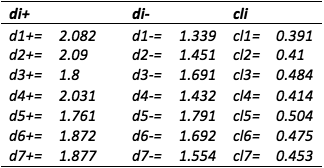 di+ di- cli
d1+= 2.082 d1-= 1.339 cl1= 0.391
d2+= 2.09 d2-= 1.451 cl2= 0.41
d3+= 1.8 d3-= 1.691 cl3= 0.484
d4+= 2.031 d4-= 1.432 cl4= 0.414
d5+= 1.761 d5-= 1.791 cl5= 0.504
d6+= 1.872 d6-= 1.692 cl6= 0.475
d7+= 1.877 d7-= 1.554 cl7= 0.453